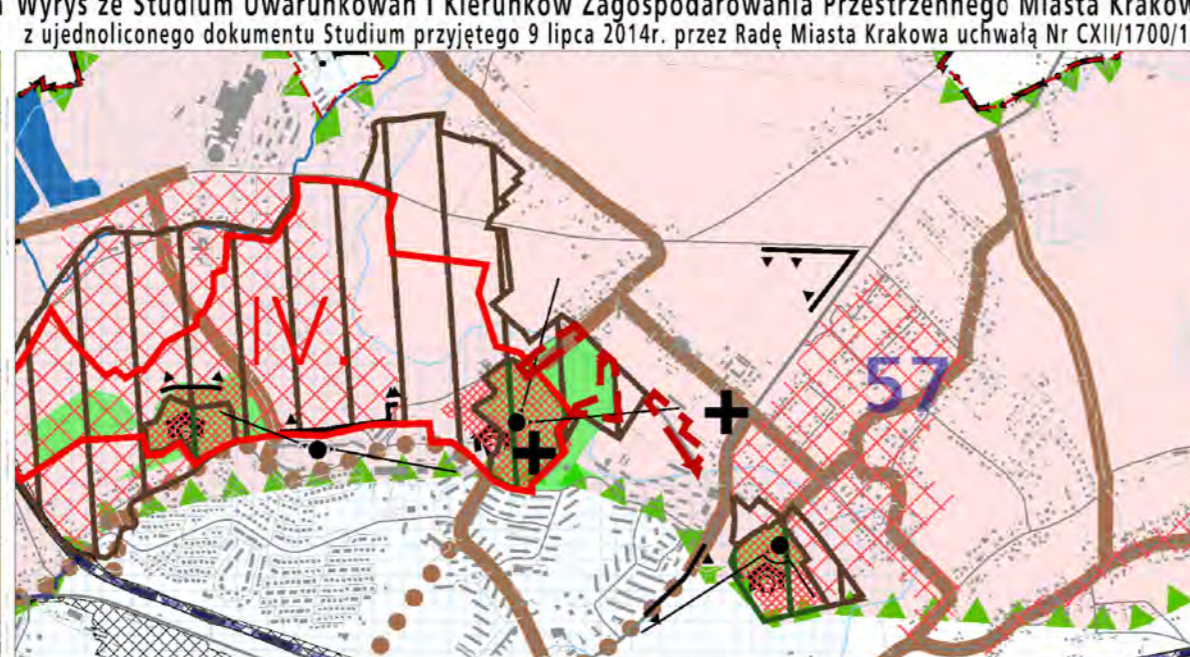 Wyrys ze Studium Uwarunkowań i Kierunków Zagospodarowania Przestrzennego Miasta Krakow
z ujednoliconego dokumentu Studium przyjętego 9 lipca 2014r. przez Radę Miasta Krakowa uchwałą Nr CXII/1700/1
IV.
57